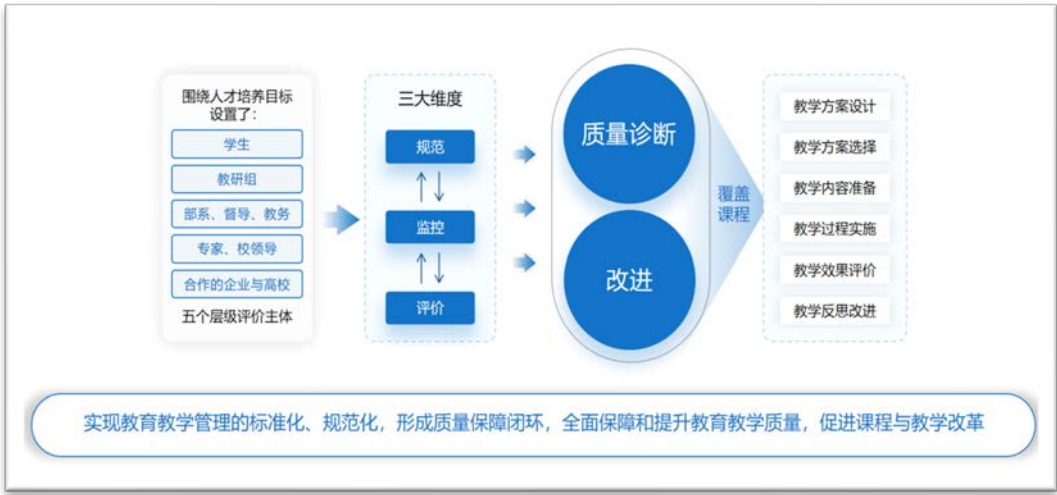 围绕人才培养目标
设置了：
学生
教研组
部系、督导、教务
专家、校领导
合作的企业与高校
五个层级评价主体
三大维度
规范
监控
评价
质量诊断
改进
覆盖
课程
教学方案设计
教学方案选择
教学内容准备
教学过程实施
教学效果评价
教学反思改进
实现教育教学管理的标准化、规范化，形成质量保障闭环，全面保障和提升教育教学质量，促进课程与教学改革